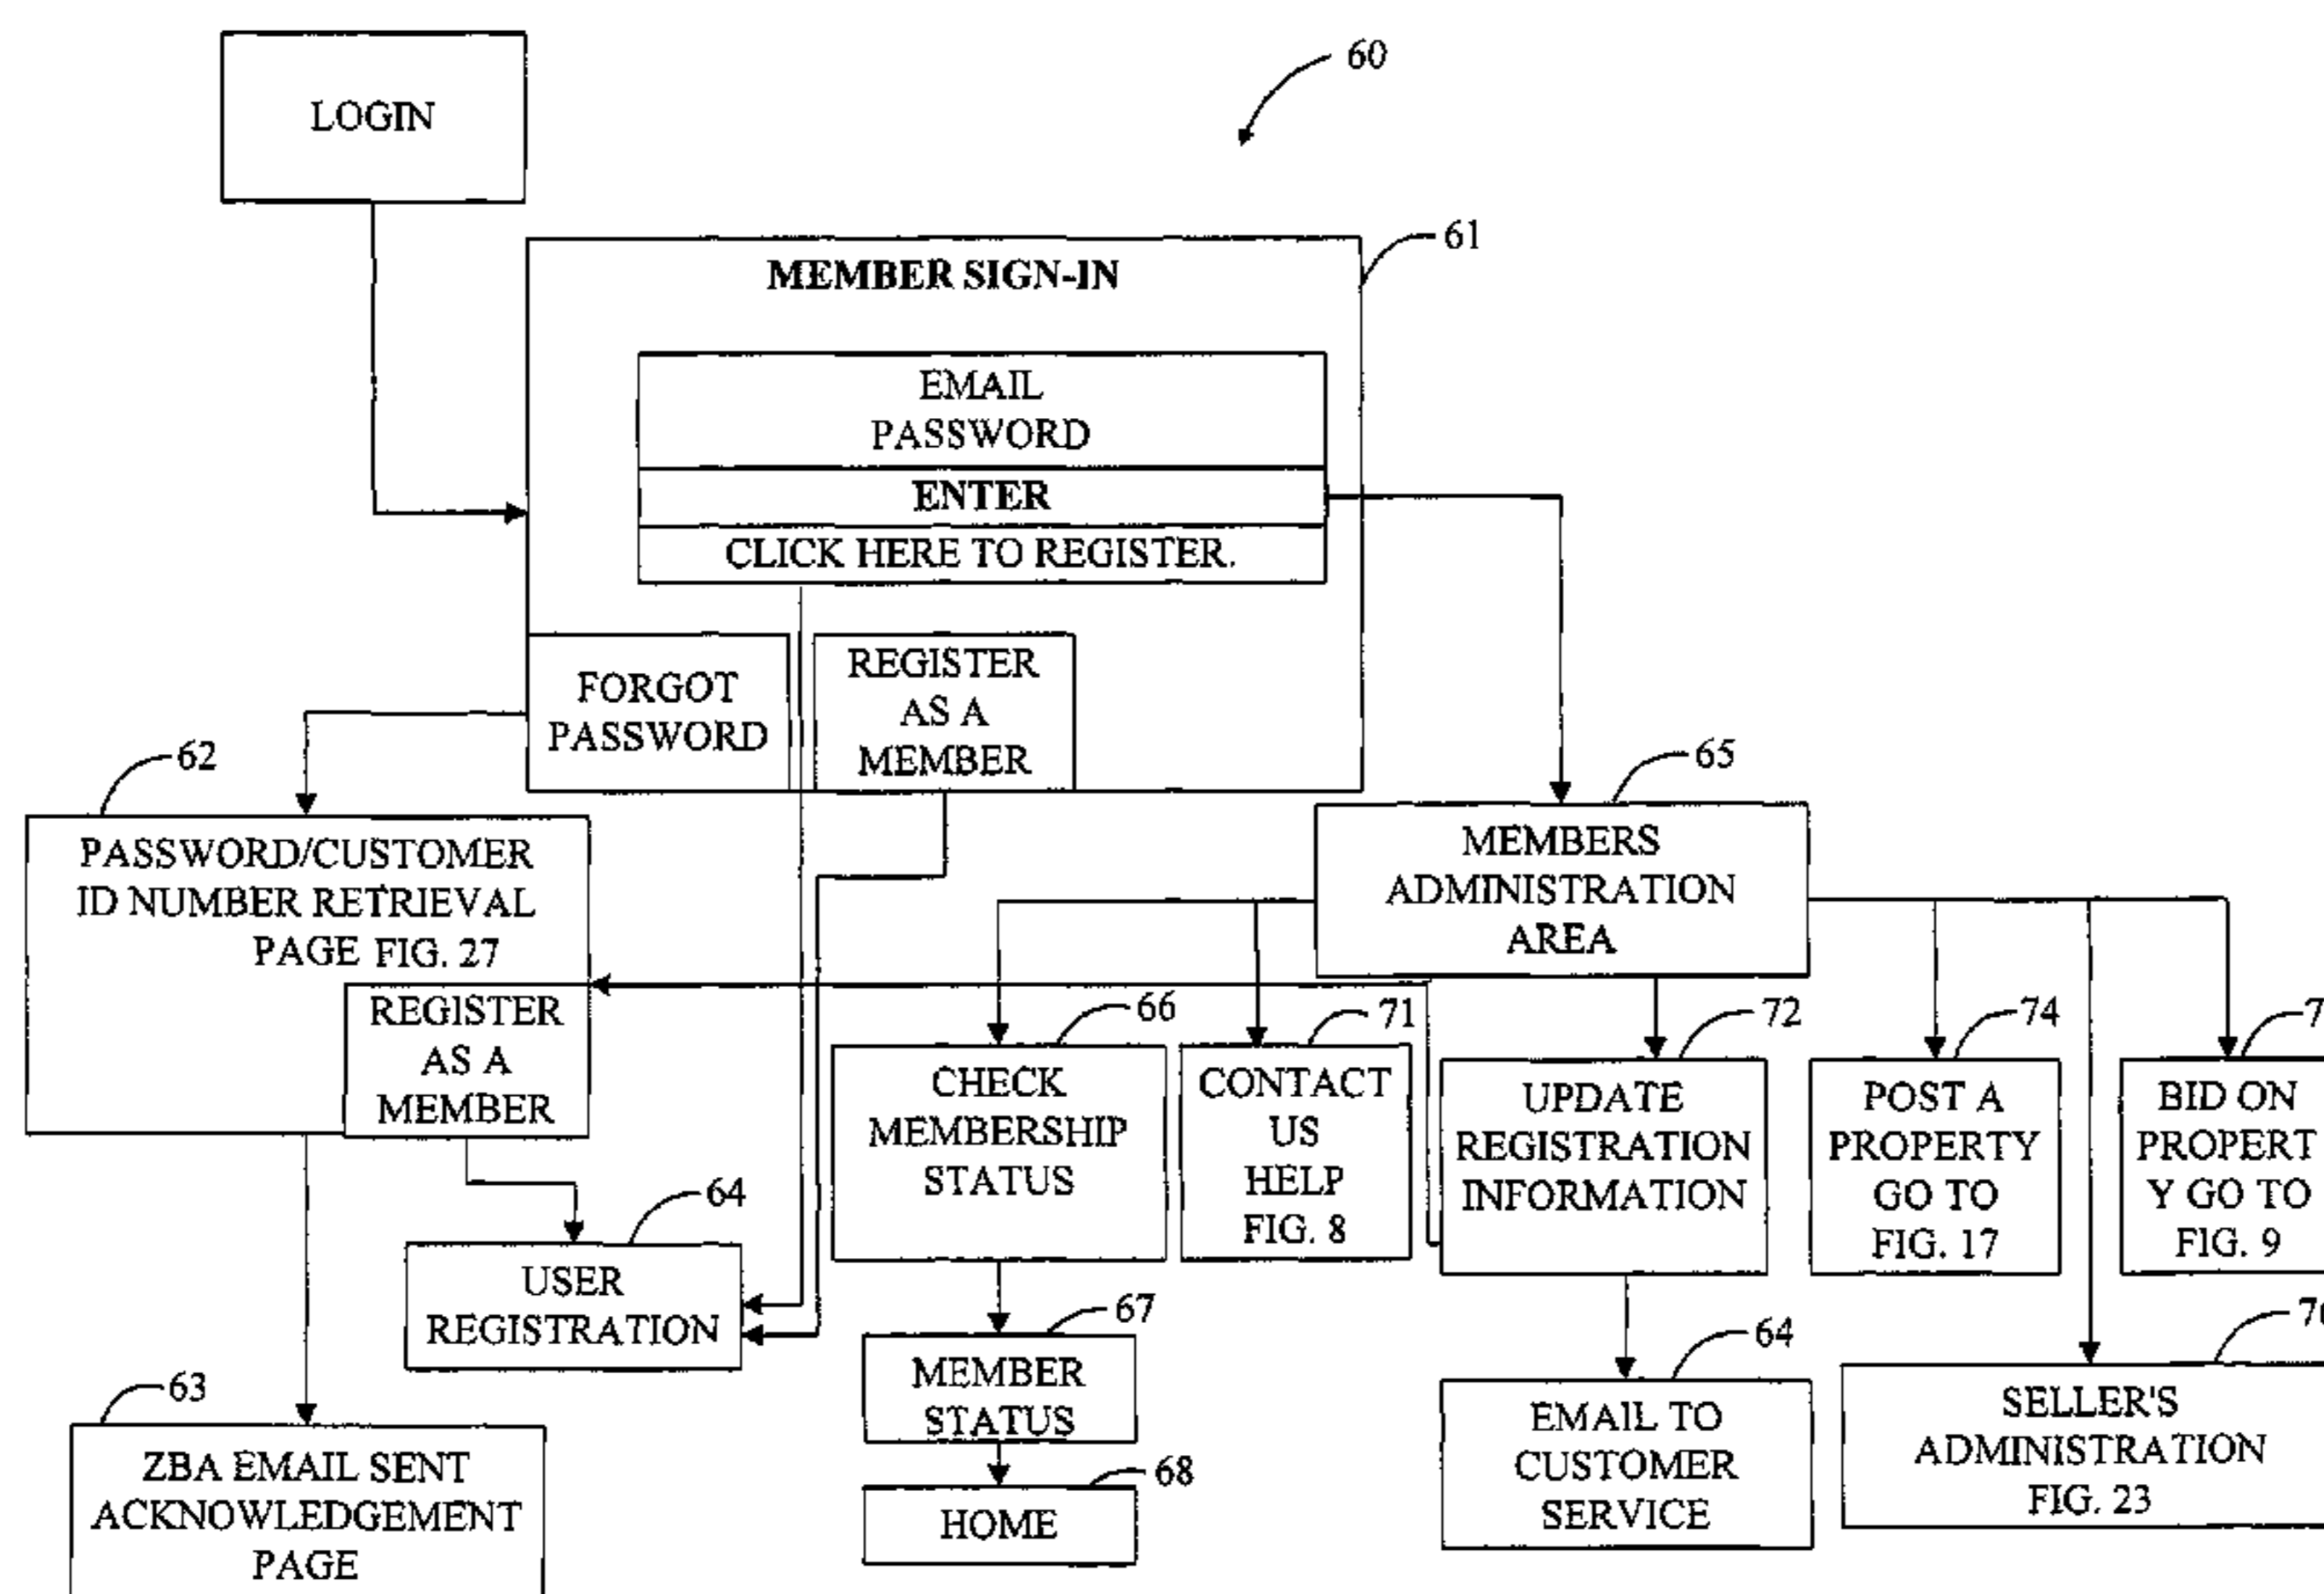 LOGIN
60
61
MEMBER SIGN-IN
EMAIL
PASSWORD
ENTER
CLICK HERE TO REGISTER.
FORGOT
PASSWORD
REGISTER
AS A
MEMBER
62
PASSWORD/CUSTOMER
ID NUMBER RETRIEVAL
PAGE FIG. 27
REGISTER
AS A
MEMBER
65
MEMBERS
ADMINISTRATION
AREA
66
CHECK
MEMBERSHIP
STATUS
71
CONTACT
US
HELP
FIG. 8
72
UPDATE
REGISTRATION
INFORMATION
74
POST A
PROPERTY
GO TO
FIG. 17
BID ON
PROPERT
Y GO TO
FIG. 9
64
USER
REGISTRATION
67
MEMBER
STATUS
68
HOME
64
EMAIL TO
CUSTOMER
SERVICE
SELLER'S
ADMINISTRATION
FIG. 23
63
ZBA EMAIL SENT
ACKNOWLEDGEMENT
PAGE